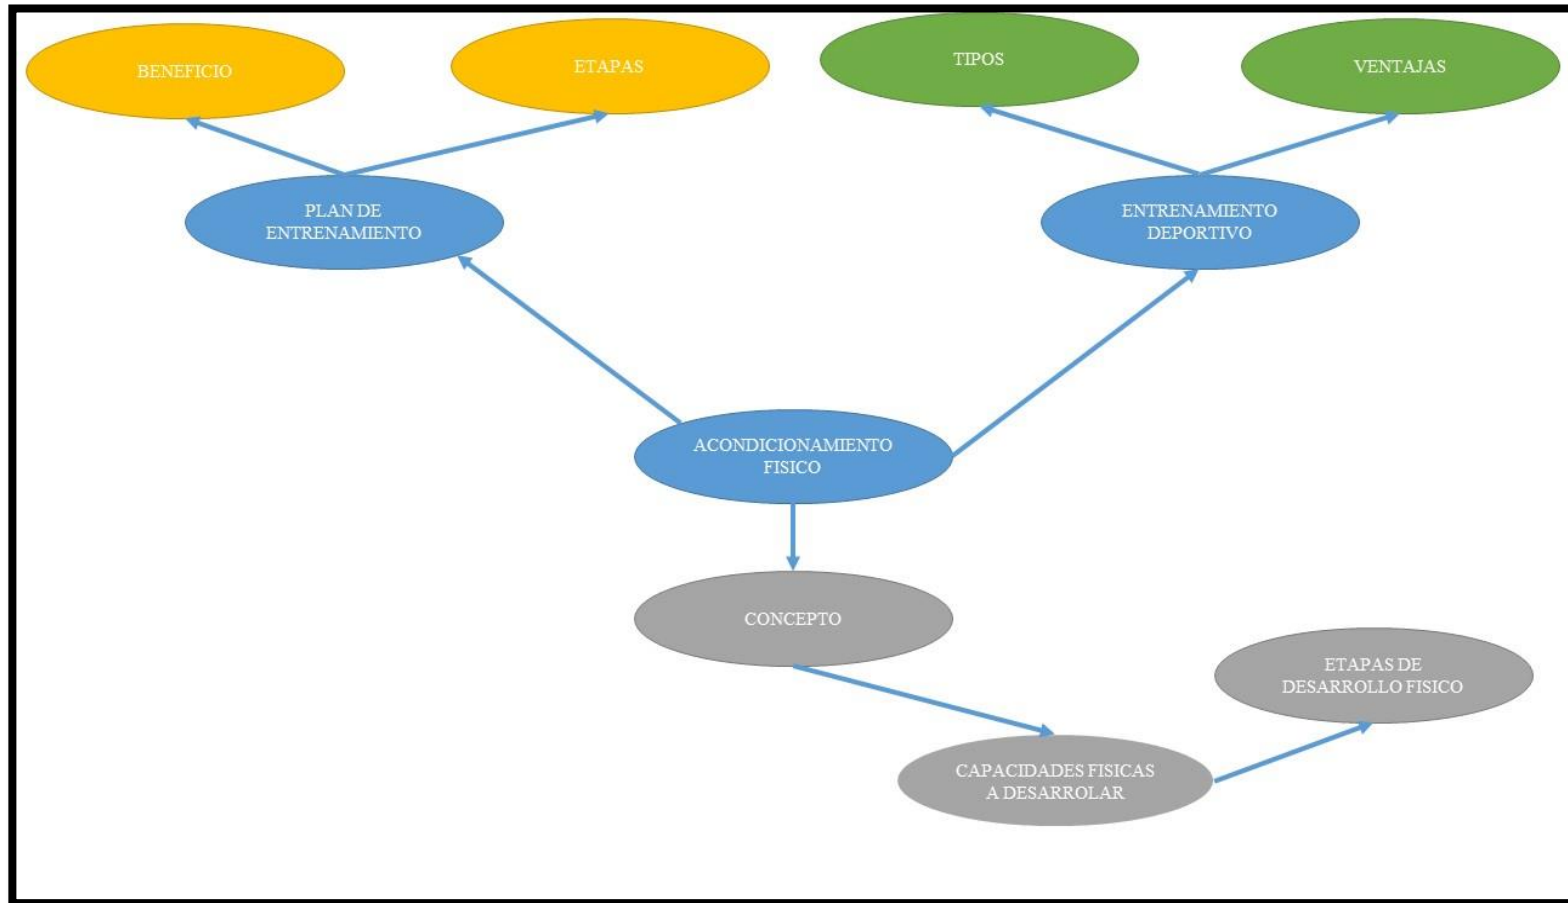 BENEFICIO
ETAPAS
TIPOS
VENTAJAS
PLAN DE
ENTRENAMIENTO
ENTRENAMIENTO
DEPORTIVO
ACONDICIONAMIENTO
FISICO
CONCEPTO
ETAPAS DE
DESARROLLO FISICO
CAPACIDADES FISICAS
A DESARROLAR